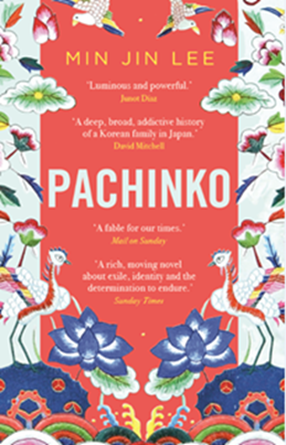 MIN JIN LEE
'Luminous and powerful.'
Junot Díaz
'A deep, broad, addictive history
of a Korean family in Japan.'
David Mitchell
PACHINKO
'A fable for our times.'
Mail on Sunday
'A rich, moving novel
about exile, identity and the
determination to endure.'
Sunday Times